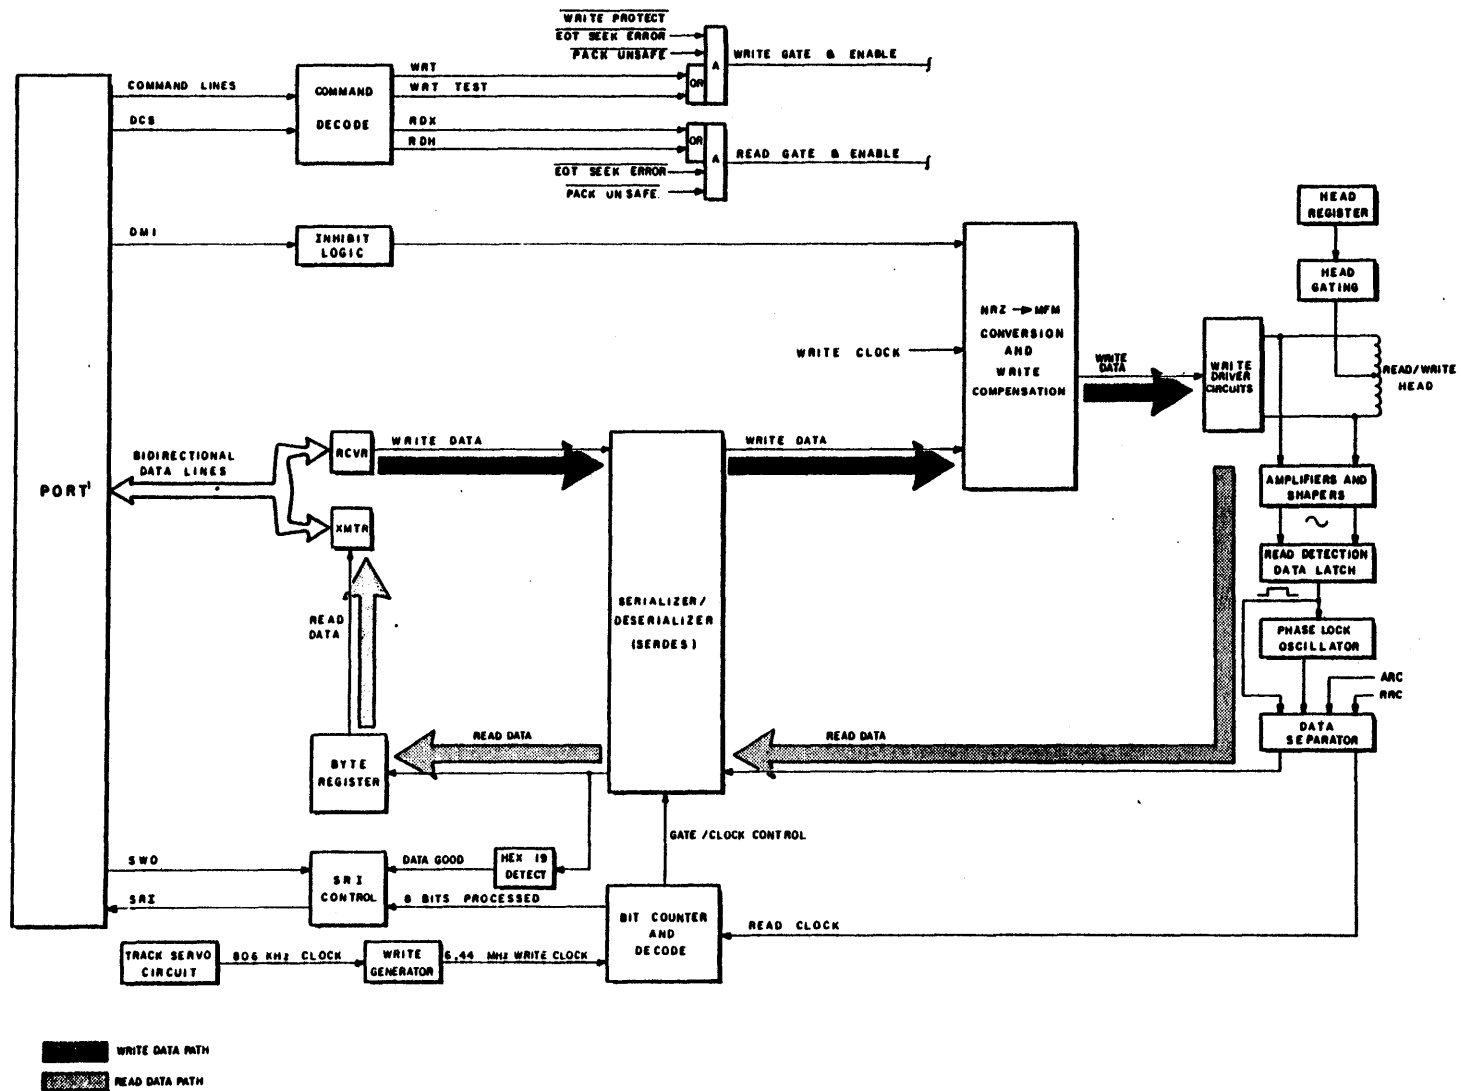 WRITE PROTECT
EOT SEEK ERROR
PACK UNSAFE
A
OR
WRITE GATE & ENABLE
COMMAND LINES
DCS
COMMAND
DECODE
WRT
WRT TEST
RDX
RDH
OR
A
READ GATE & ENABLE
EOT SEEK ERROR
PACK UNSAFE
HEAD
REGISTER
DMI
INHIBIT
LOGIC
HEAD
GATING
NRZ → MFM
CONVERSION
AND
WRITE
COMPENSATION
WRITE CLOCK
WRITE
DATA
WRITE
DRIVER
CIRCUITS
READ/WRITE
HEAD
PORT
BIDIRECTIONAL
DATA LINES
RCVR
WRITE DATA
WRITE DATA
XMTR
AMPLIFIERS AND
SHAPERS
READ DETECTION
DATA LATCH
SERIALIZER/
DESERIALIZER
(SERDES)
READ
DATA
PHASE LOCK
OSCILLATOR
ARC
RRC
DATA
SEPARATOR
READ DATA
READ DATA
BYTE
REGISTER
GATE/CLOCK CONTROL
SWO
SRI
SRI
CONTROL
DATA GOOD
HEX 19
DETECT
8 BITS PROCESSED
BIT COUNTER
AND
DECODE
READ CLOCK
TRACK SERVO
CIRCUIT
806 KHz CLOCK
WRITE
GENERATOR
6.44 MHz WRITE CLOCK
WRITE DATA PATH
READ DATA PATH